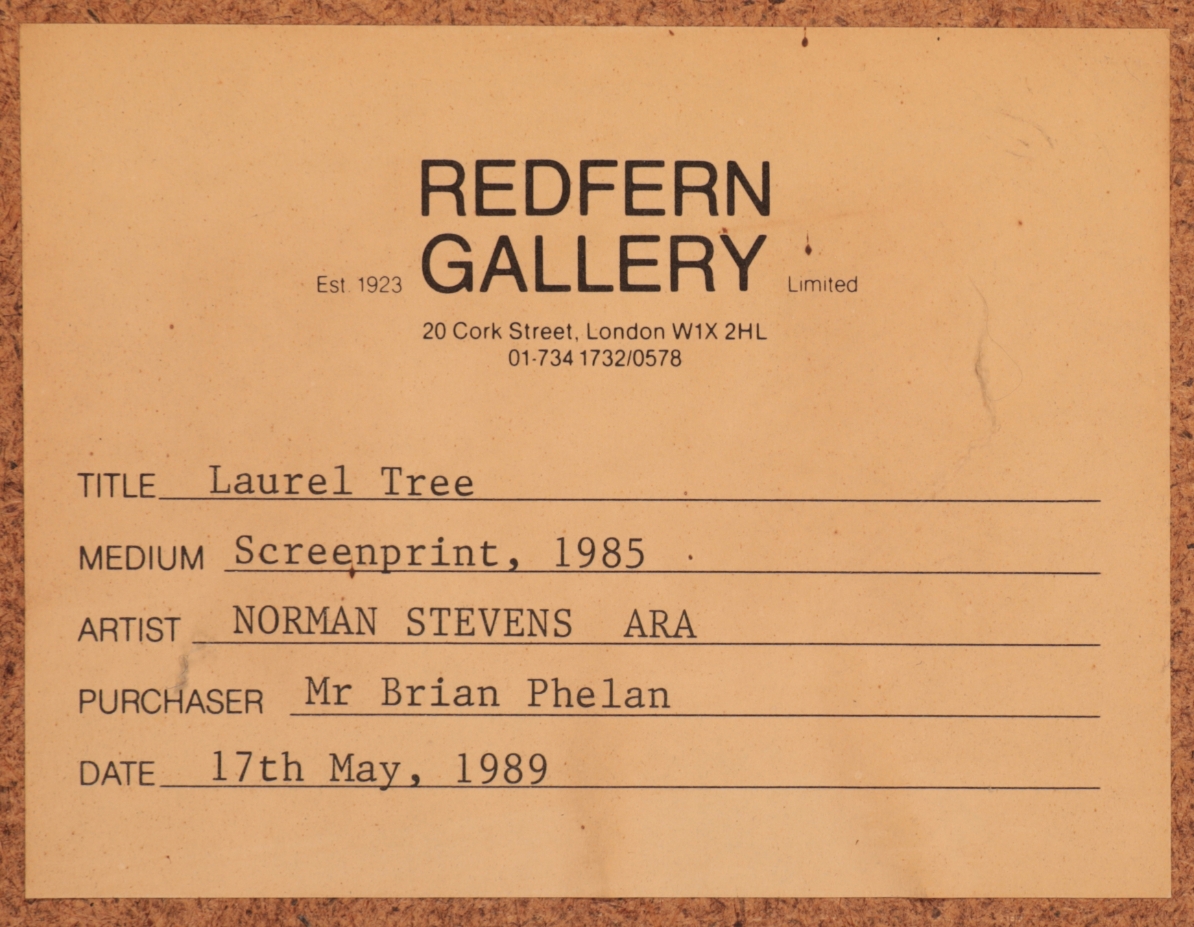 REDFERN
Est. 1923 GALLERY Limited
20 Cork Street, London W1X 2HL
01-734 1732/0578
TITLE Laurel Tree
MEDIUM Screenprint, 1985
ARTIST NORMAN STEVENS ARA
PURCHASER Mr Brian Phelan
DATE 17th May, 1989